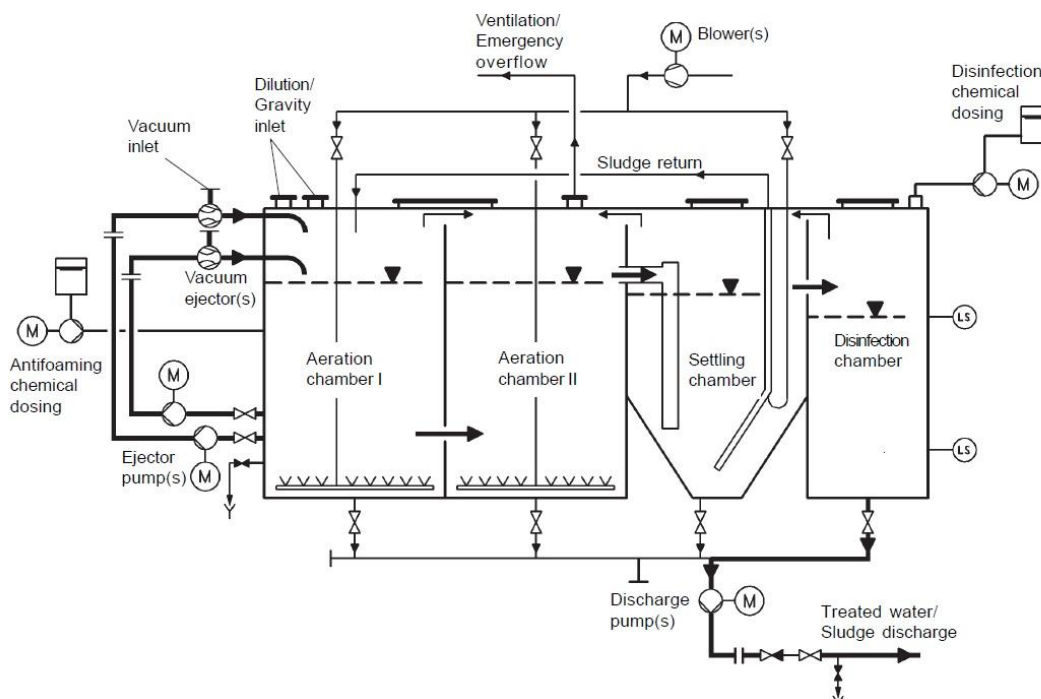 Ventilation/
Emergency
overflow
M
Blower(s)
Disinfection
chemical
dosing
Dilution/
Gravity
inlet
Vacuum
inlet
Sludge return
M
Vacuum
ejector(s)
M
Antifoaming
chemical
dosing
Aeration
chamber I
Aeration
chamber II
Settling
chamber
Disinfection
chamber
LS
M
LS
Ejector
pump(s)
M
Discharge
pump(s)
M
Treated water/
Sludge discharge